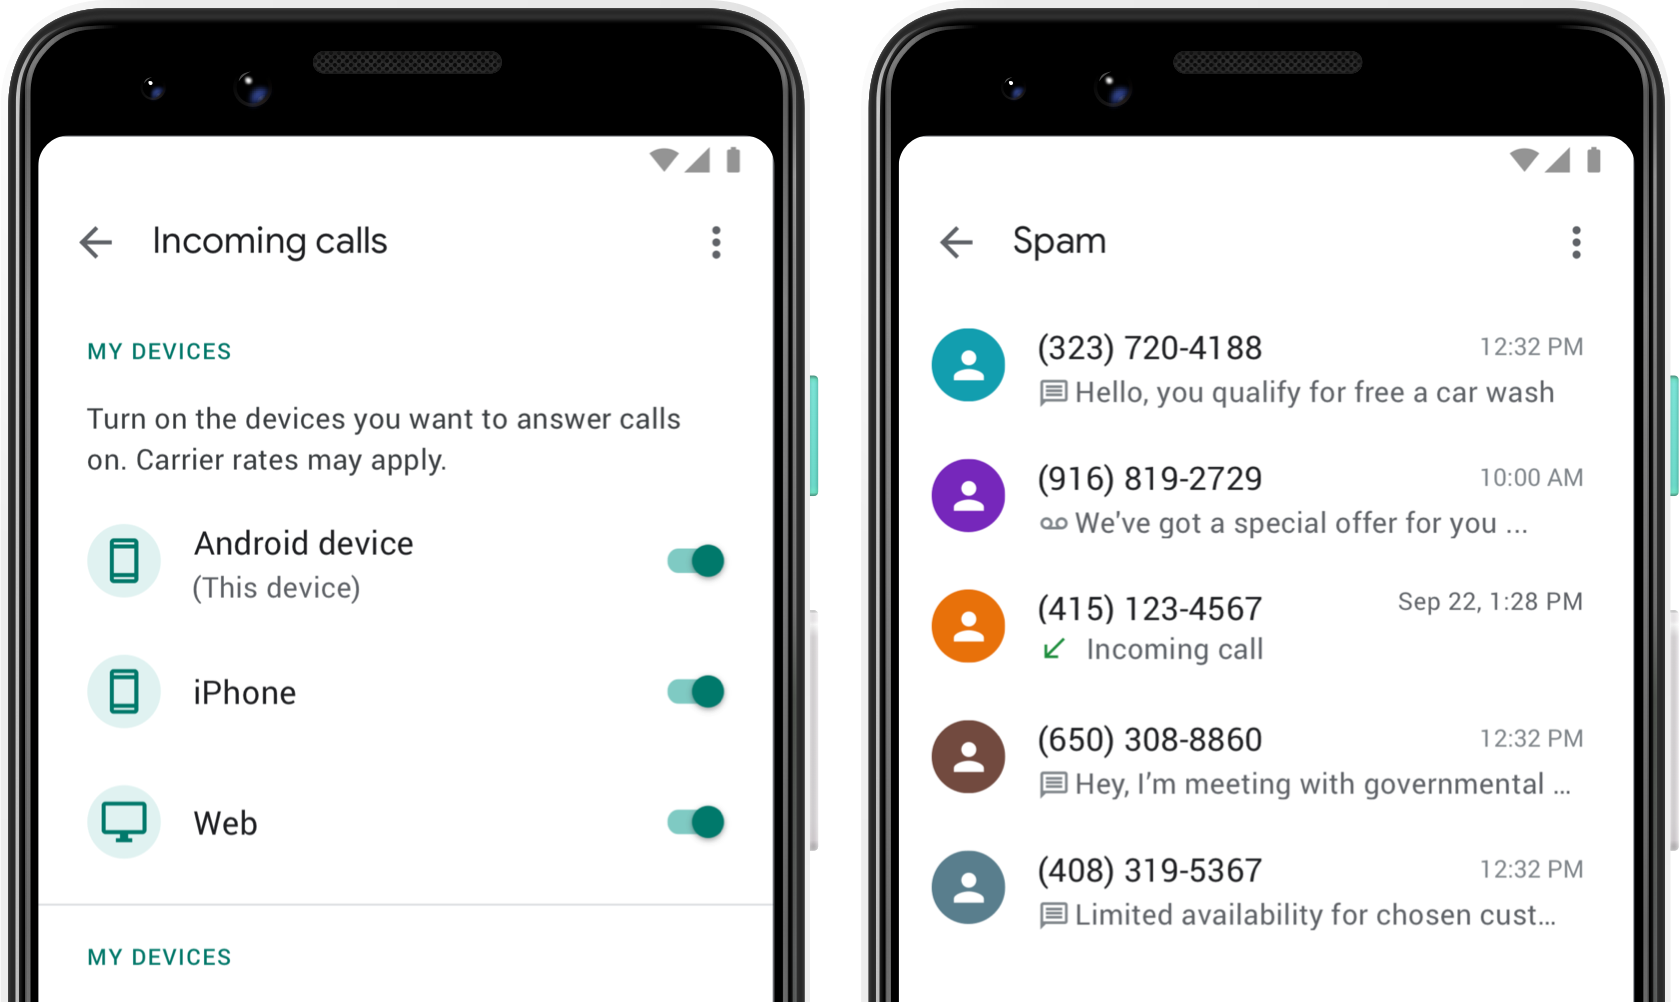 Incoming calls
MY DEVICES
Turn on the devices you want to answer calls
on. Carrier rates may apply.
Android device
(This device)
iPhone
Web
MY DEVICES
Spam
(323) 720-4188 12:32 PM
Hello, you qualify for free a car wash
(916) 819-2729 10:00 AM
We've got a special offer for you ...
(415) 123-4567 Sep 22, 1:28 PM
Incoming call
(650) 308-8860 12:32 PM
Hey, I’m meeting with governmental ...
(408) 319-5367 12:32 PM
Limited availability for chosen cust...